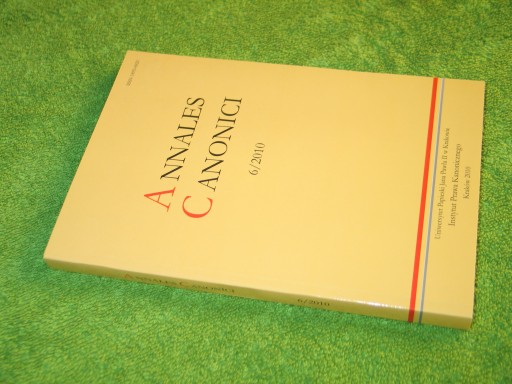 ANNALES
CANONICI
6/2010
Uniwersytet Papieski Jana Pawła II w Krakowie
Instytut Prawa Kanonicznego
Kraków 2010
ANNALES CANONICI
6/2010